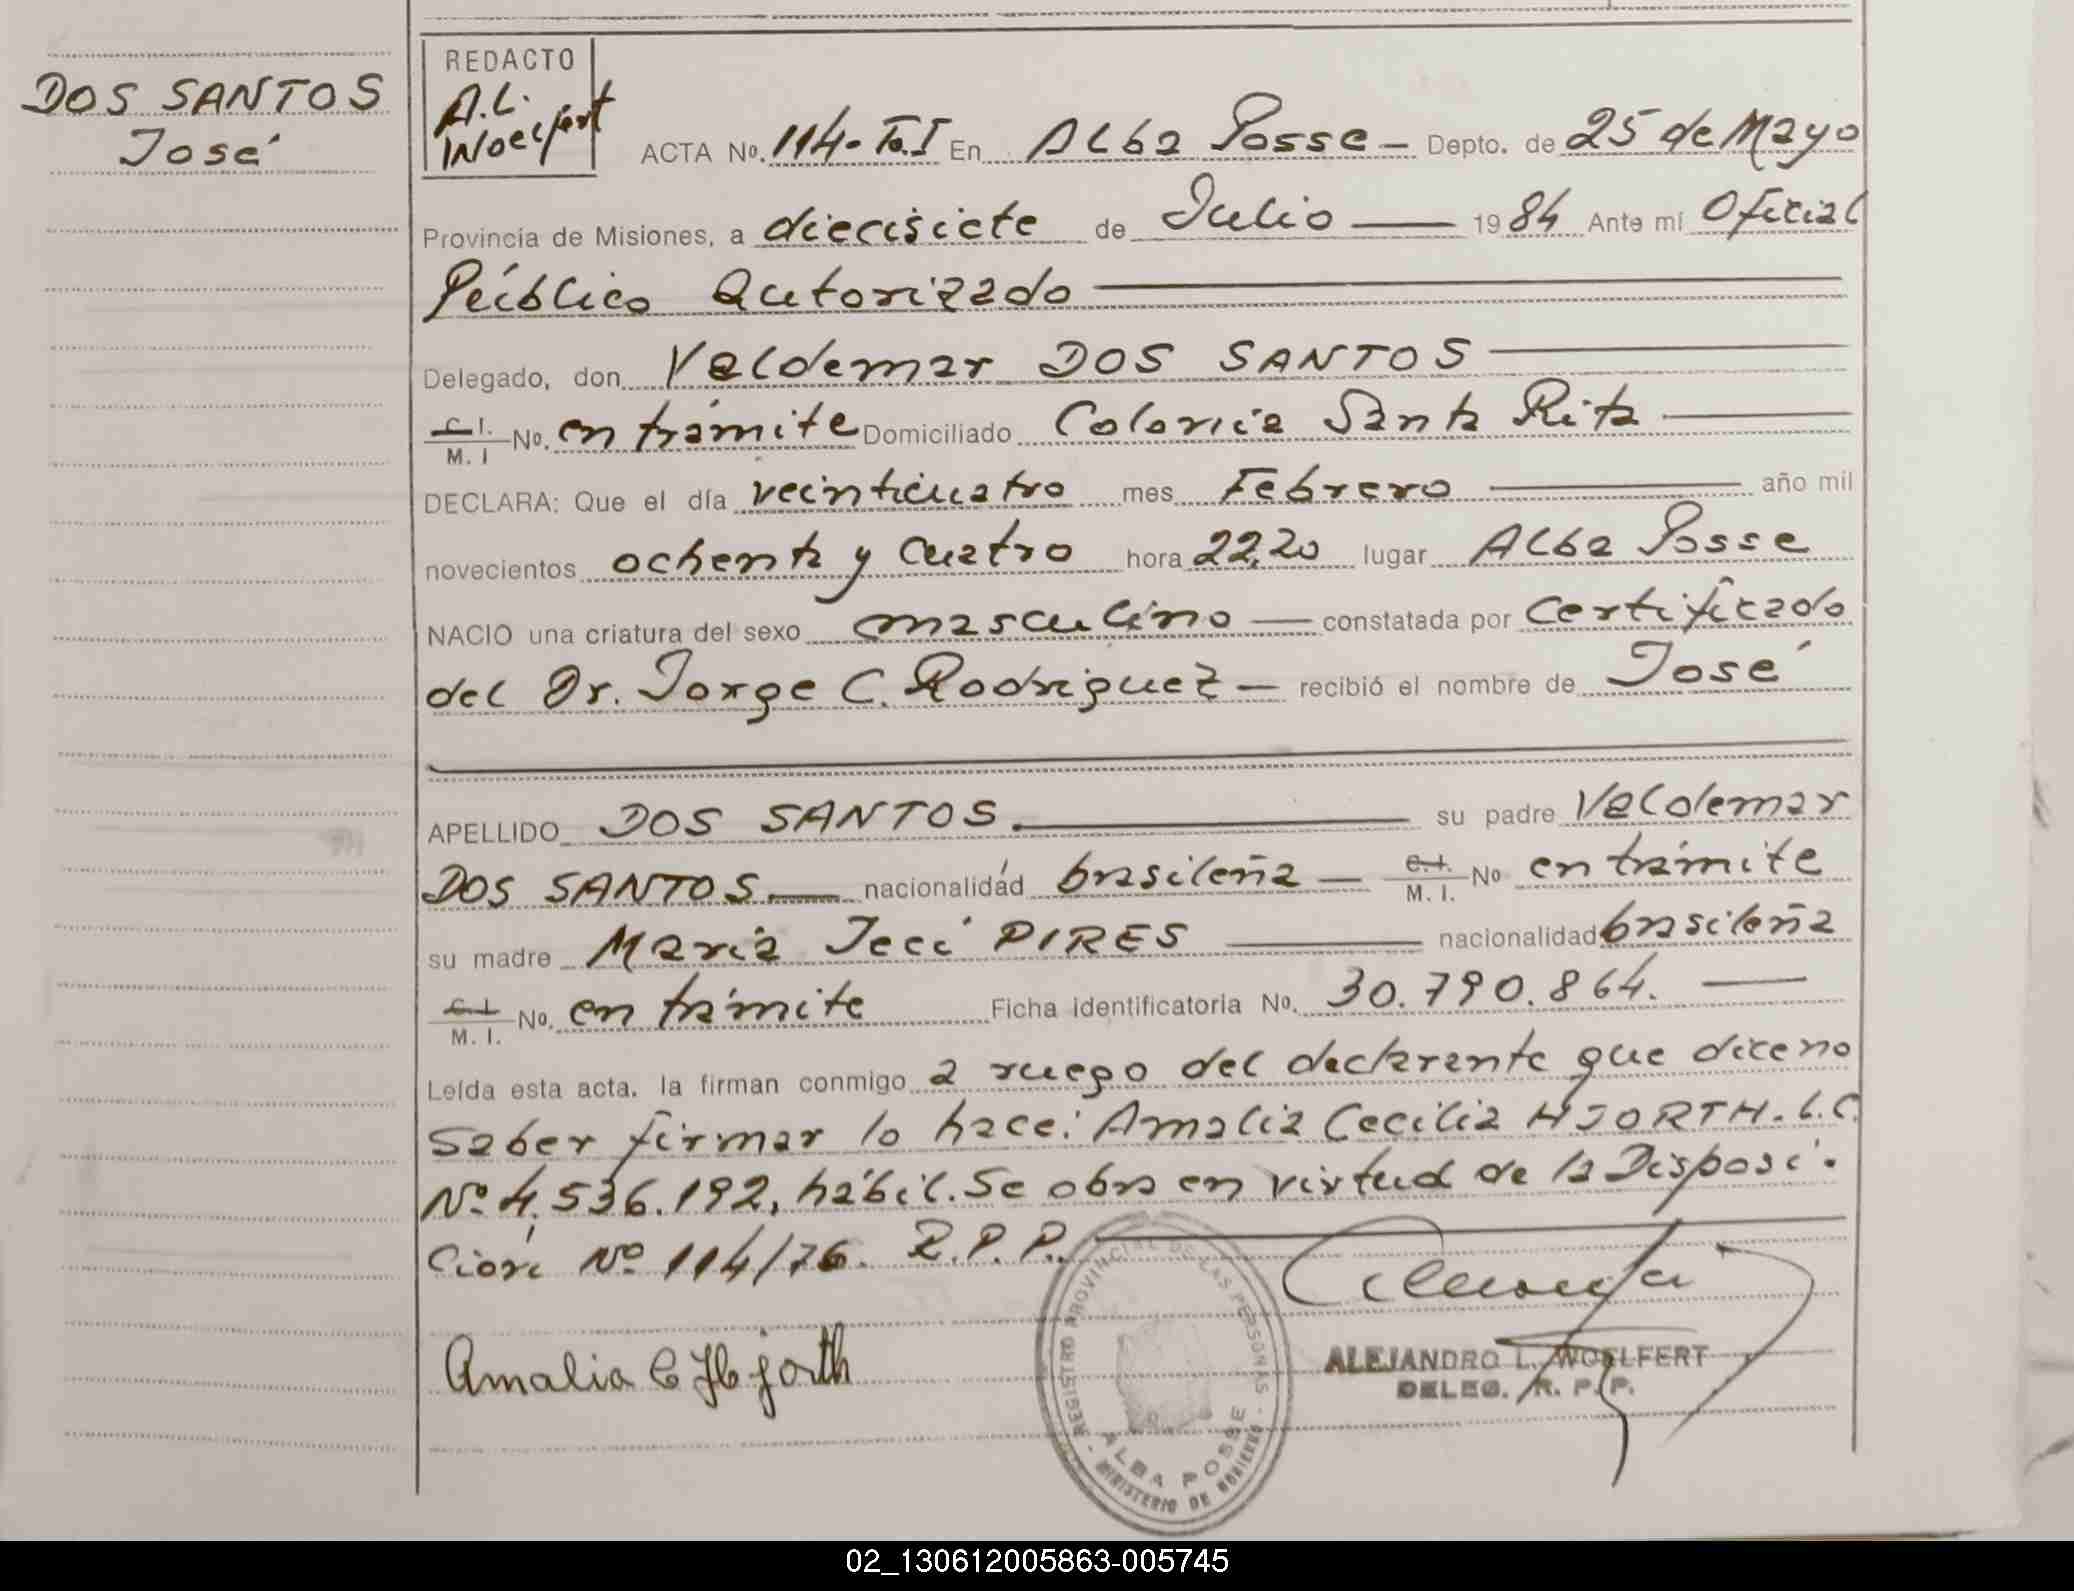 DOS SANTOS
José
REDACTO
A.L.
Woelfert
ACTA No. 114-To.I En Alba Posse - Depto. de 25 de Mayo
Provincia de Misiones, a diecisiete de Julio — 1984 Ante mí Oficial
Público Autorizado
Delegado, don Valdemar DOS SANTOS
C.I. M.I No. en trámite Domiciliado Colonia Santa Rita
DECLARA: Que el día veinticuatro mes Febrero — año mil
novecientos ochenta y cuatro hora 22,20 lugar Alba Posse
NACIO una criatura del sexo masculino — constatada por Certificado
del Dr. Jorge C. Rodriguez — recibió el nombre de José
APELLIDO DOS SANTOS. — su padre Valdemar
DOS SANTOS. — nacionalidad brasileña — C.I. M.I. No en trámite
su madre Maria Jeci PIRES — nacionalidad brasileña
C.I M.I. No. en trámite Ficha identificatoria No. 30.790.864. —
Leída esta acta. la firman conmigo a ruego del declarante que dice no
saber firmar lo hace: Amalia Cecilia HJORTH. L.C.
Nº 4.536.192, hábil. Se obra en virtud de la Disposi-
ción Nº 114/76. R.P.P.
Amalia C Hjorth
REGISTRO PROVINCIAL DE LAS PERSONAS
ALBA POSSE
MINISTERIO DE GOBIERNO
ALEJANDRO L. WOELFERT
DELEG. R. P. P.
02_130612005863-005745